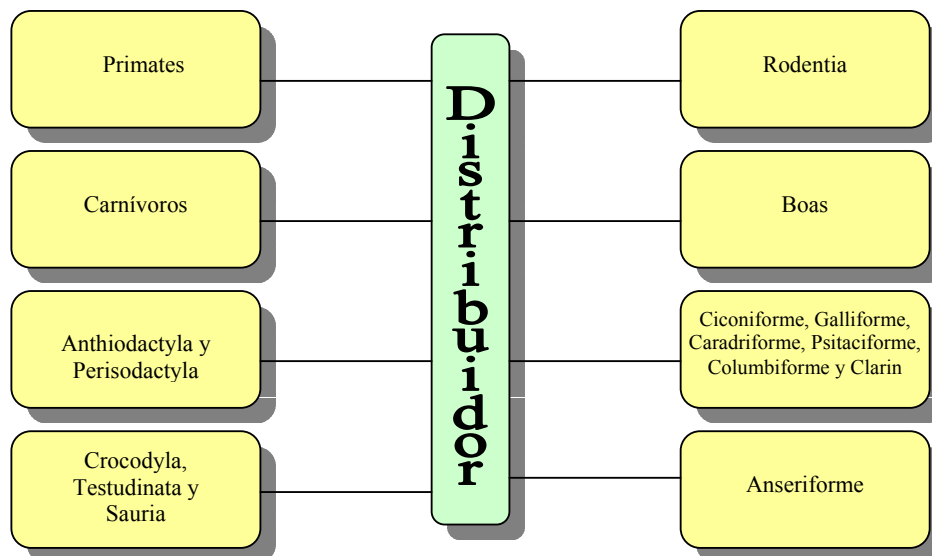 Primates
Carnívoros
Anthiodactyla y
Perisodactyla
Crocodyla,
Testudinata y
Sauria
Distribuidor
Rodentia
Boas
Ciconiforme, Galliforme,
Caradriforme, Psitaciforme,
Columbiforme y Clarin
Anseriforme